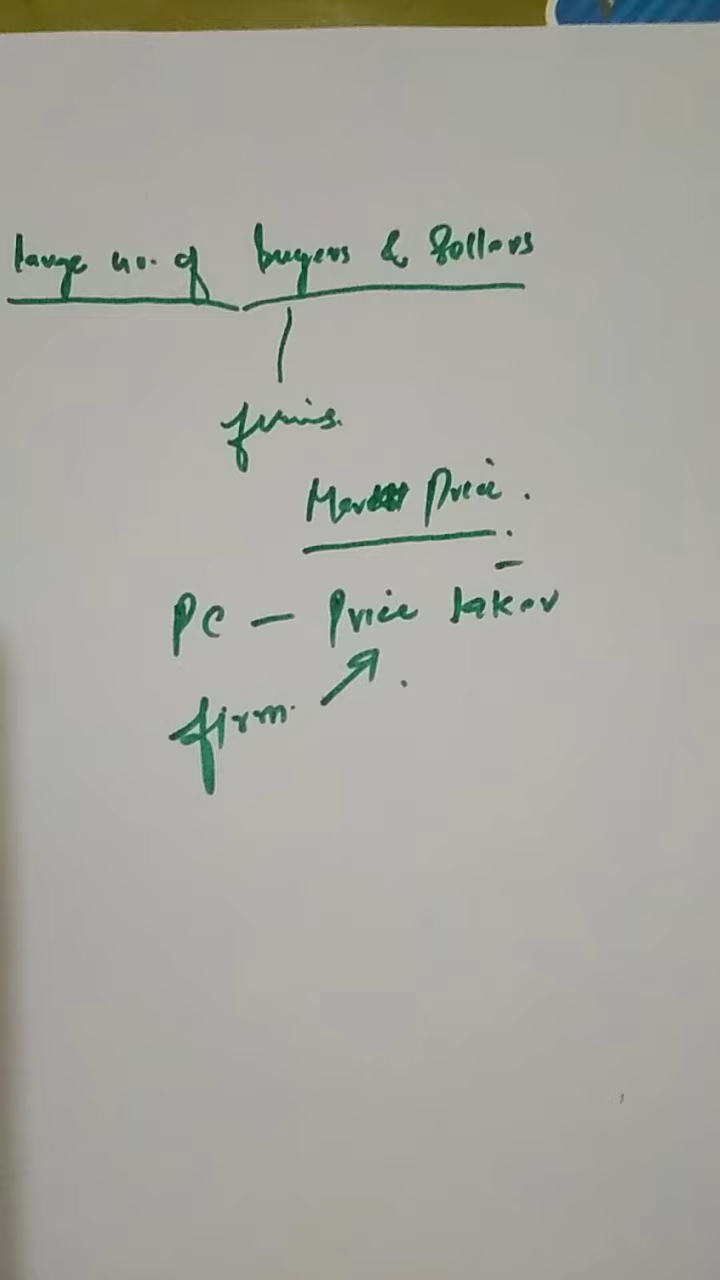 large no. of buyers & sellers
firms.
Market Price.
PC – Price taker
firm.